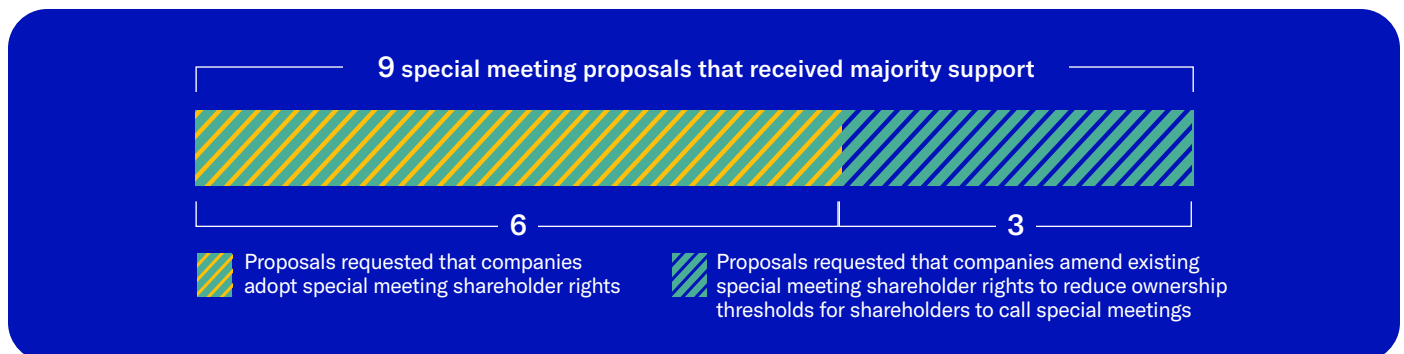 9 special meeting proposals that received majority support
6
3
Proposals requested that companies
adopt special meeting shareholder rights
Proposals requested that companies amend existing
special meeting shareholder rights to reduce ownership
thresholds for shareholders to call special meetings